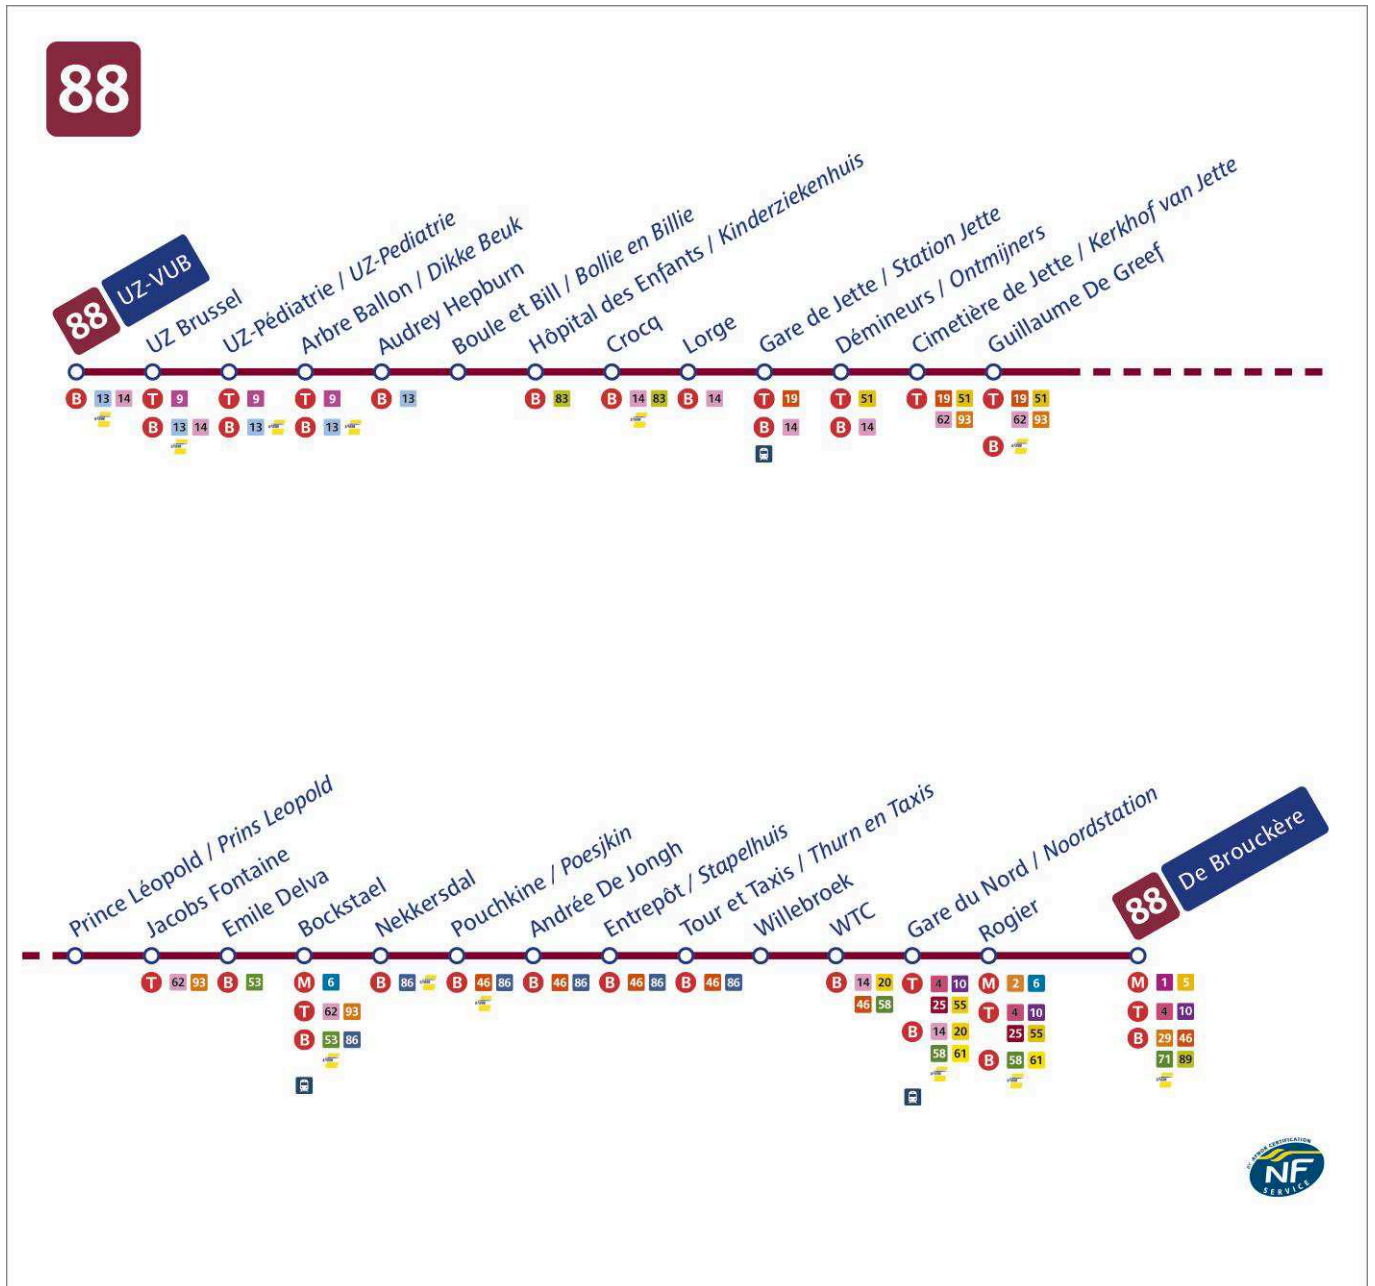 88
88 UZ-VUB
UZ Brussel
UZ-Pédiatrie / UZ-Pediatrie
Arbre Ballon / Dikke Beuk
Audrey Hepburn
Boule et Bill / Bollie en Billie
Hôpital des Enfants / Kinderziekenhuis
Crocq
Lorge
Gare de Jette / Station Jette
Démineurs / Ontmijners
Cimetière de Jette / Kerkhof van Jette
Guillaume De Greef
B 13 14 T 9 T 9 T 9 B 13 B 83 B 14 83 B 14 T 19 T 51 T 19 51 T 19 51
B 13 14 B 13 B 13 B 14 B 14 62 93 62 93
B
Prince Léopold / Prins Leopold
Jacobs Fontaine
Emile Delva
Bockstael
Nekkersdal
Pouchkine / Poesjkin
Andrée De Jongh
Entrepôt / Stapelhuis
Tour et Taxis / Thurn en Taxis
Willebroek
WTC
Gare du Nord / Noordstation
Rogier
88 De Brouckère
T 62 93 B 53 M 6 B 86 B 46 86 B 46 86 B 46 86 B 46 86 B 14 20 T 4 10 M 2 6 M 1 5
T 62 93 46 58 25 55 T 4 10 T 4 10
B 53 86 B 14 20 25 55 B 29 46
58 61 B 58 61 71 89
BY AFNOR CERTIFICATION
NF
SERVICE